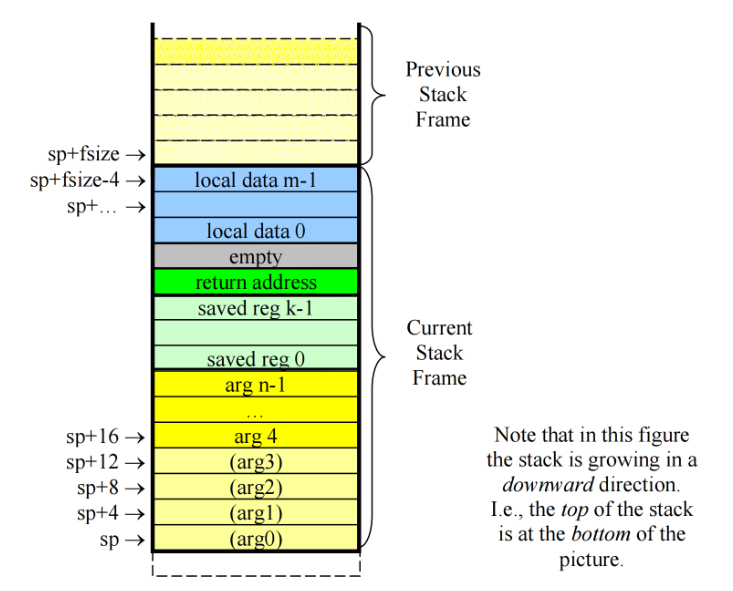 Previous
Stack
Frame
sp+fsize →
sp+fsize-4 →
local data m-1
sp+… →
local data 0
empty
return address
saved reg k-1
Current
Stack
Frame
saved reg 0
arg n-1
…
sp+16 →
arg 4
sp+12 →
(arg3)
sp+8 →
(arg2)
sp+4 →
(arg1)
sp →
(arg0)
Note that in this figure
the stack is growing in a
downward direction.
I.e., the top of the stack
is at the bottom of the
picture.